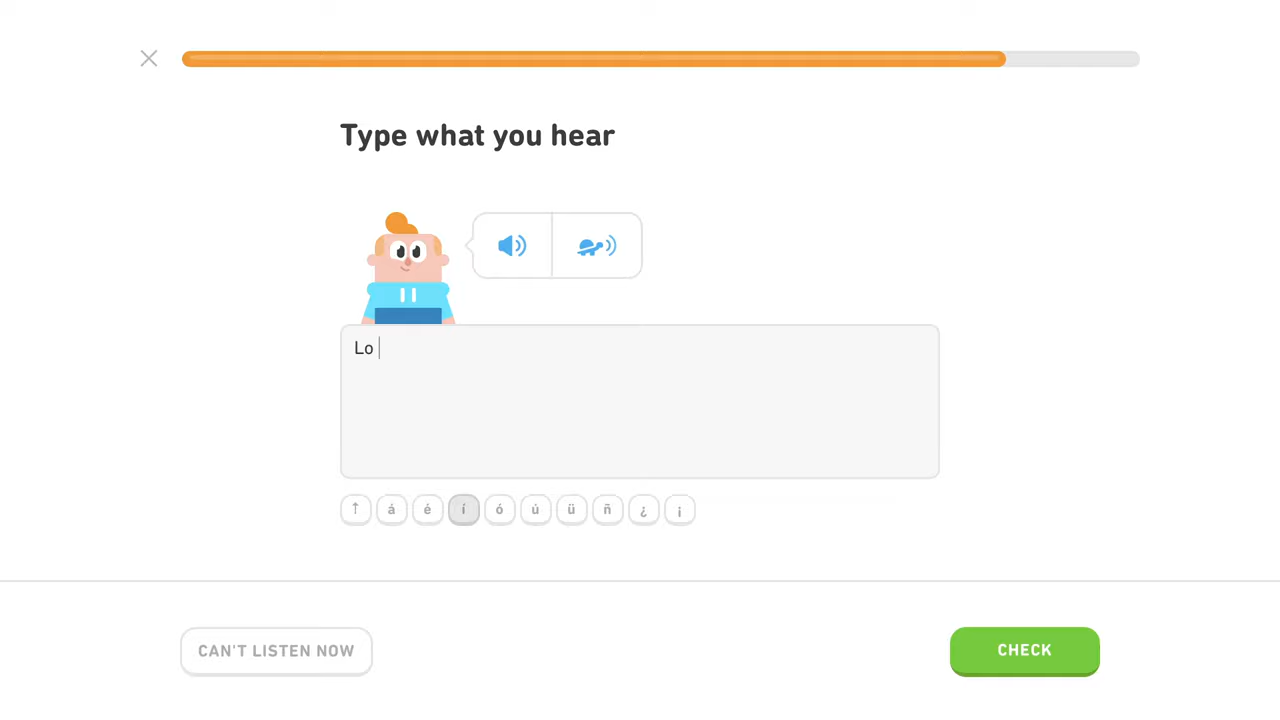 Type what you hear
Lo
↑ á é í ó ú ü ñ ¿ ¡
CAN'T LISTEN NOW
CHECK